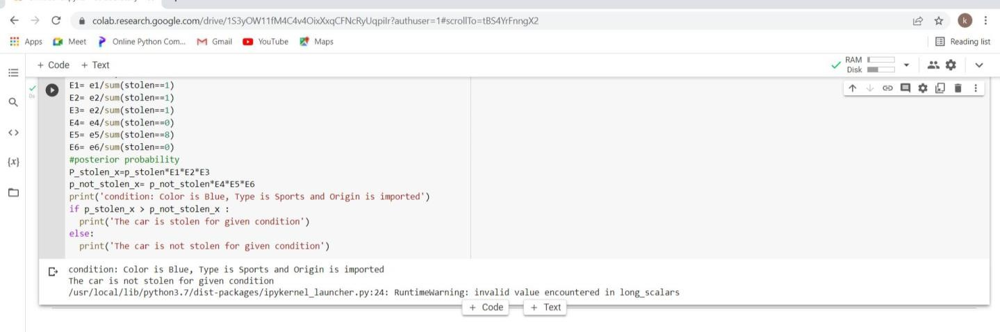 colab.research.google.com/drive/1S3yOW11fM4C4v4OixXxqCFNcRyUqpiIr?authuser=1#scrollTo=tBS4YrFnngX2
k
Apps Meet Online Python Com... Gmail YouTube Maps Reading list
+ Code + Text
RAM
Disk
E1= e1/sum(stolen==1)
E2= e2/sum(stolen==1)
E3= e2/sum(stolen==1)
E4= e4/sum(stolen==0)
E5= e5/sum(stolen==8)
E6= e6/sum(stolen==0)
#posterior probability
P_stolen_x=p_stolen*E1*E2*E3
p_not_stolen_x= p_not_stolen*E4*E5*E6
print('condition: Color is Blue, Type is Sports and Origin is imported')
if p_stolen_x > p_not_stolen_x :
print('The car is stolen for given condition')
else:
print('The car is not stolen for given condition')
condition: Color is Blue, Type is Sports and Origin is imported
The car is not stolen for given condition
/usr/local/lib/python3.7/dist-packages/ipykernel_launcher.py:24: RuntimeWarning: invalid value encountered in long_scalars
+ Code + Text